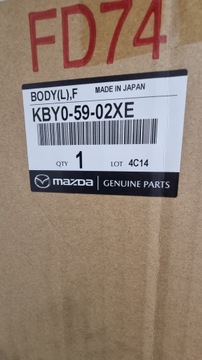 FD74
BODY(L),F MADE IN JAPAN
KBY0-59-02XE
QTY 1 LOT 4C14
mazda GENUINE PARTS